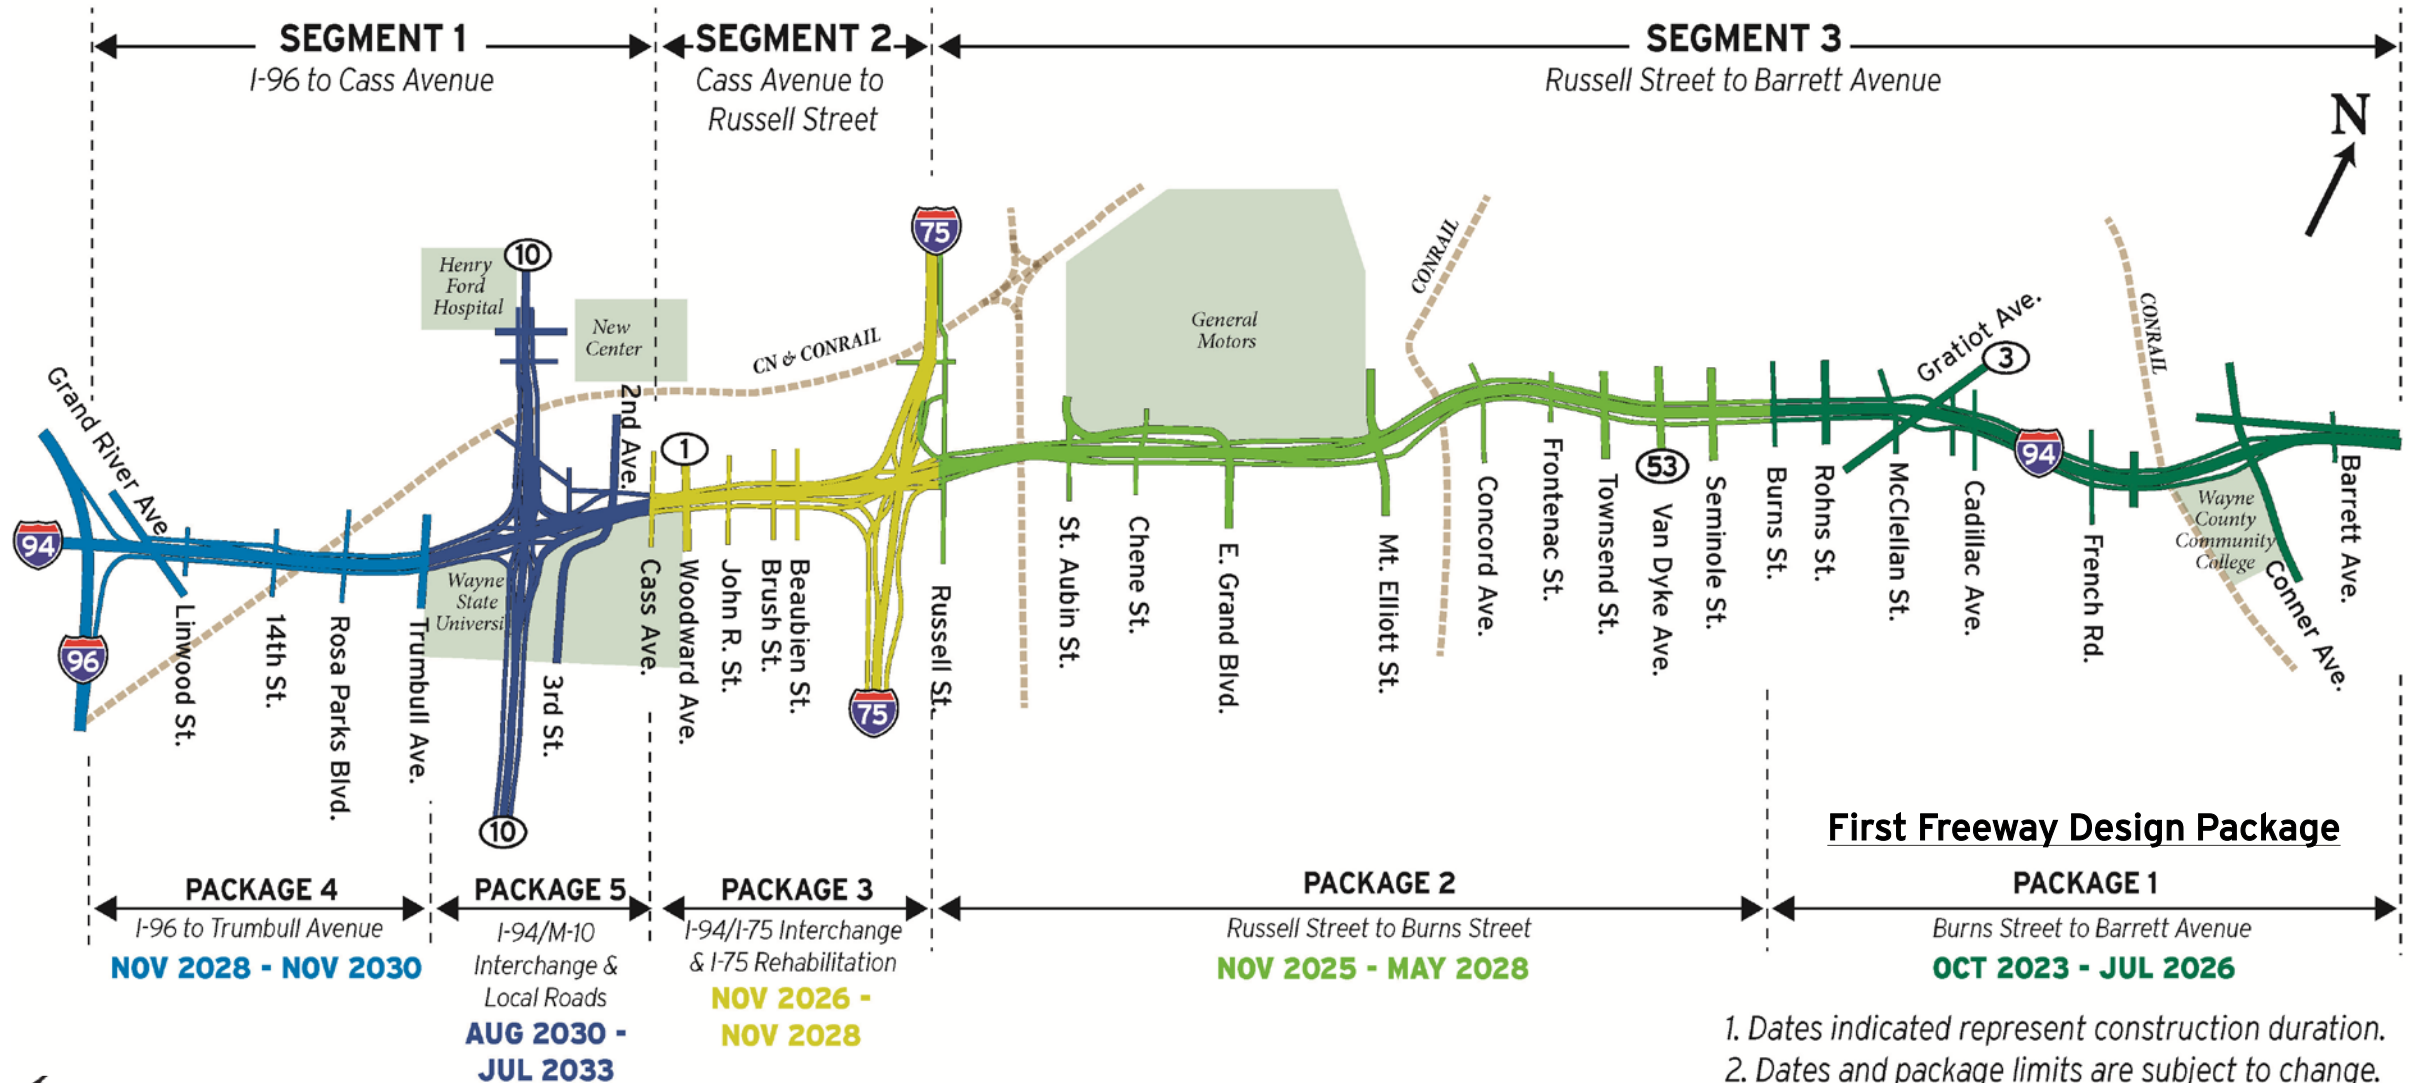 SEGMENT 1
I-96 to Cass Avenue
SEGMENT 2
Cass Avenue to
Russell Street
SEGMENT 3
Russell Street to Barrett Avenue
N
75
10
Henry
Ford
Hospital
New
Center
CN & CONRAIL
General
Motors
CONRAIL
Gratiot Ave.
3
CONRAIL
Grand River Ave.
2nd Ave.
1
94
96
Linwood St.
14th St.
Rosa Parks Blvd.
Trumbull Ave.
Wayne
State
Universi
3rd St.
10
Cass Ave.
Woodward Ave.
John R. St.
Brush St.
Beaubien St.
75
Russell St.
St. Aubin St.
Chene St.
E. Grand Blvd.
Mt. Elliott St.
Concord Ave.
Frontenac St.
Townsend St.
53
Van Dyke Ave.
Seminole St.
Burns St.
Rohns St.
McClellan St.
Cadillac Ave.
94
French Rd.
Wayne
County
Community
College
Conner Ave.
Barrett Ave.
First Freeway Design Package
PACKAGE 4
I-96 to Trumbull Avenue
NOV 2028 - NOV 2030
PACKAGE 5
I-94/M-10
Interchange &
Local Roads
AUG 2030 -
JUL 2033
PACKAGE 3
I-94/I-75 Interchange
& I-75 Rehabilitation
NOV 2026 -
NOV 2028
PACKAGE 2
Russell Street to Burns Street
NOV 2025 - MAY 2028
PACKAGE 1
Burns Street to Barrett Avenue
OCT 2023 - JUL 2026
1. Dates indicated represent construction duration.
2. Dates and package limits are subject to change.